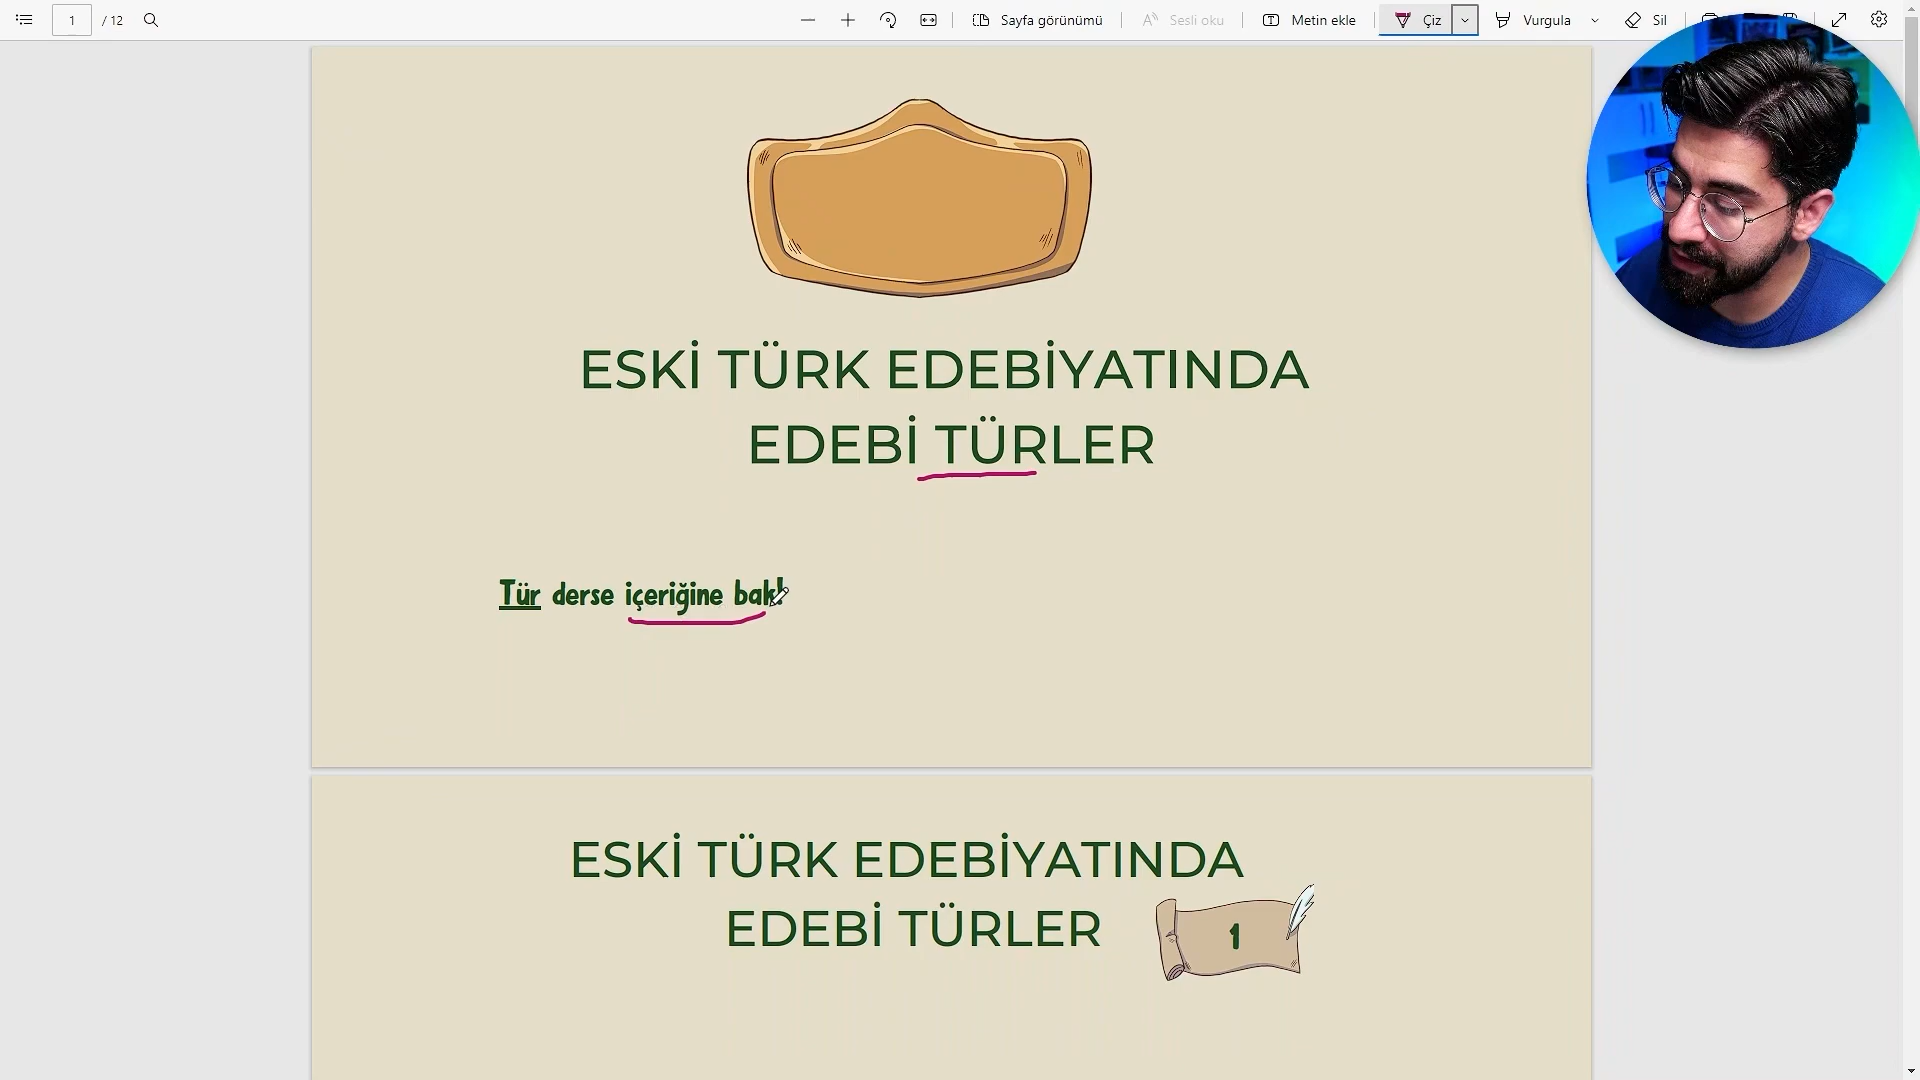 1 / 12 Sayfa görünümü Sesli oku Metin ekle Çiz Vurgula Sil
ESKİ TÜRK EDEBİYATINDA
EDEBİ TÜRLER
Tür derse içeriğine bak!
ESKİ TÜRK EDEBİYATINDA
EDEBİ TÜRLER
1